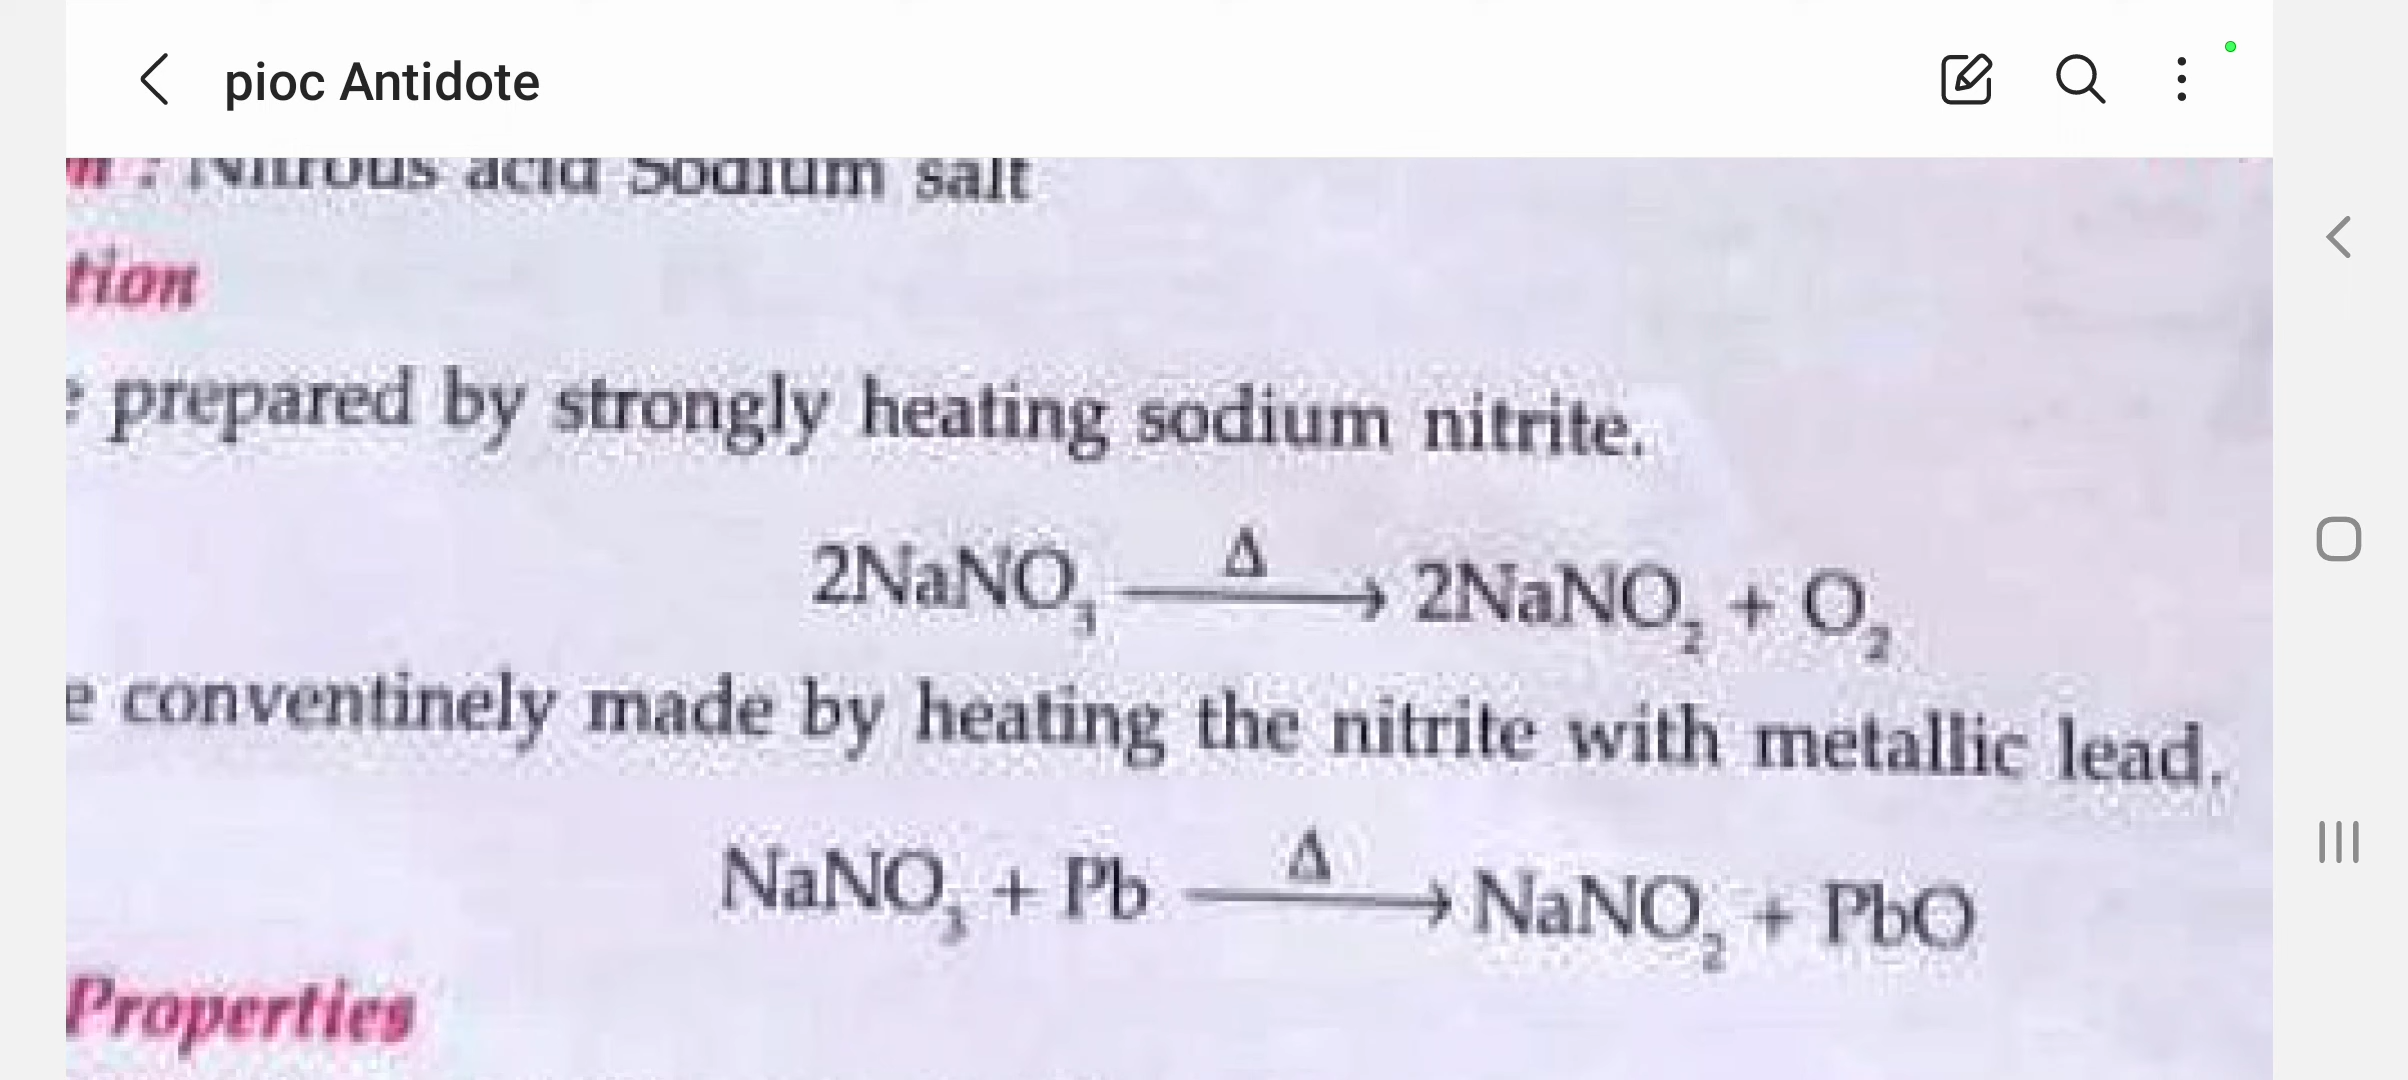 pioc Antidote
: Nitrous acid Sodium salt
tion
prepared by strongly heating sodium nitrite.
2NaNO₃ —Δ→ 2NaNO₂ + O₂
e conventinely made by heating the nitrite with metallic lead.
NaNO₃ + Pb —Δ→ NaNO₂ + PbO
Properties